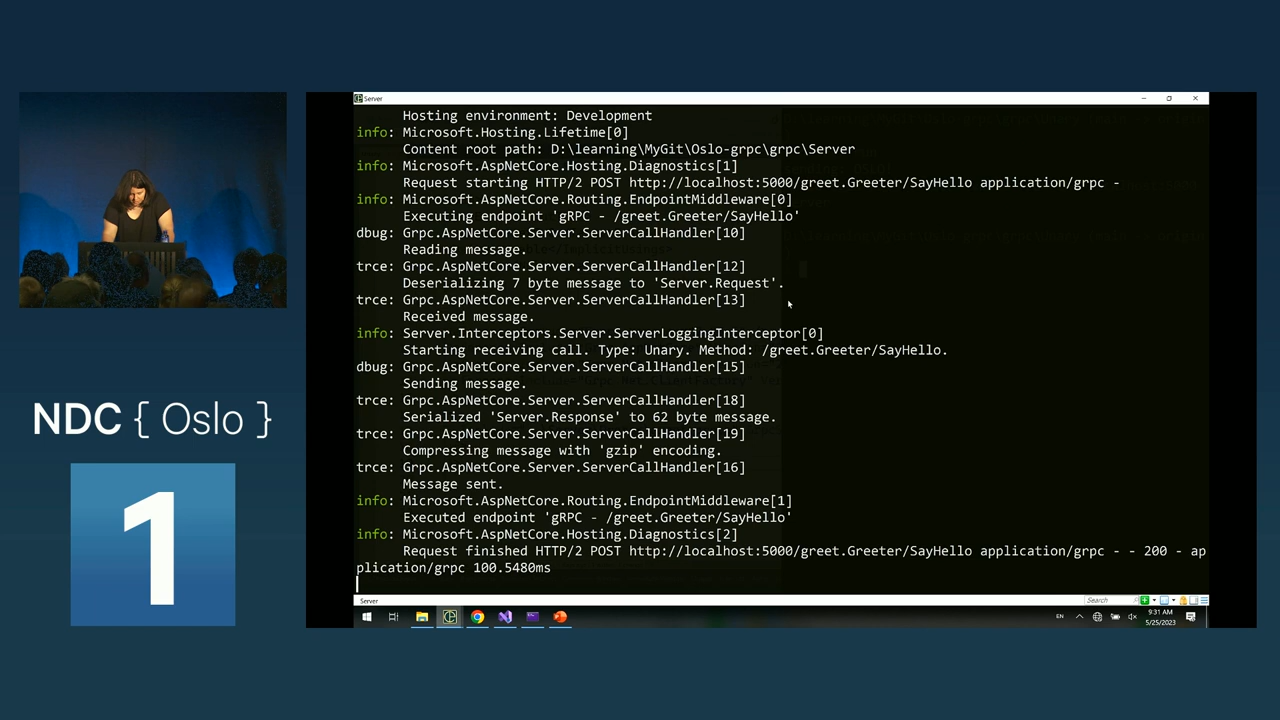 Server
Hosting environment: Development
info: Microsoft.Hosting.Lifetime[0]
Content root path: D:\learning\MyGit\Oslo-grpc\grpc\Server
info: Microsoft.AspNetCore.Hosting.Diagnostics[1]
Request starting HTTP/2 POST http://localhost:5000/greet.Greeter/SayHello application/grpc -
info: Microsoft.AspNetCore.Routing.EndpointMiddleware[0]
Executing endpoint 'gRPC - /greet.Greeter/SayHello'
dbug: Grpc.AspNetCore.Server.ServerCallHandler[10]
Reading message.
trce: Grpc.AspNetCore.Server.ServerCallHandler[12]
Deserializing 7 byte message to 'Server.Request'.
trce: Grpc.AspNetCore.Server.ServerCallHandler[13]
Received message.
info: Server.Interceptors.Server.ServerLoggingInterceptor[0]
Starting receiving call. Type: Unary. Method: /greet.Greeter/SayHello.
dbug: Grpc.AspNetCore.Server.ServerCallHandler[15]
Sending message.
trce: Grpc.AspNetCore.Server.ServerCallHandler[18]
Serialized 'Server.Response' to 62 byte message.
trce: Grpc.AspNetCore.Server.ServerCallHandler[19]
Compressing message with 'gzip' encoding.
trce: Grpc.AspNetCore.Server.ServerCallHandler[16]
Message sent.
info: Microsoft.AspNetCore.Routing.EndpointMiddleware[1]
Executed endpoint 'gRPC - /greet.Greeter/SayHello'
info: Microsoft.AspNetCore.Hosting.Diagnostics[2]
Request finished HTTP/2 POST http://localhost:5000/greet.Greeter/SayHello application/grpc - - 200 - ap
plication/grpc 100.5480ms
Server
Search
EN
9:31 AM
5/25/2023
NDC { Oslo }
1